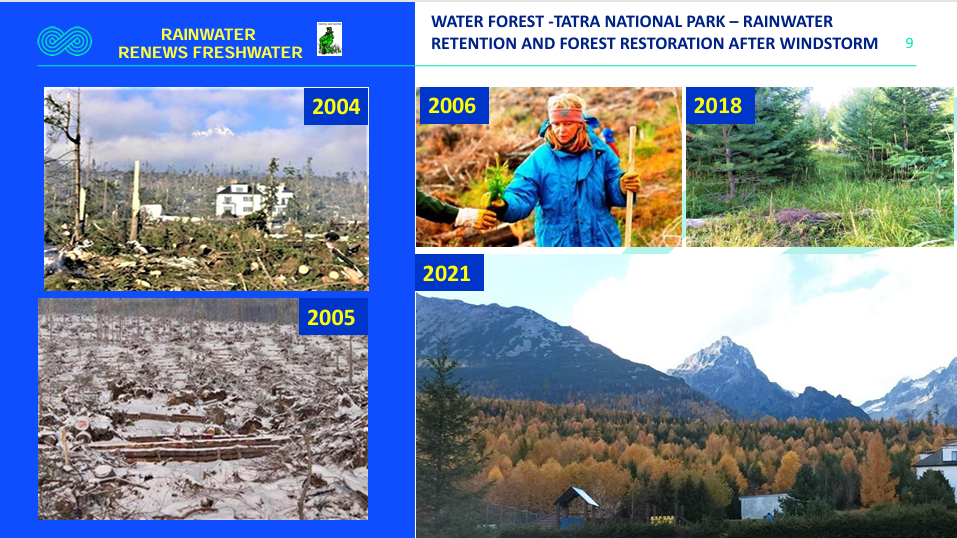 RAINWATER
RENEWS FRESHWATER
WATER FOREST -TATRA NATIONAL PARK – RAINWATER
RETENTION AND FOREST RESTORATION AFTER WINDSTORM
9
2004
2006
2018
2005
2021